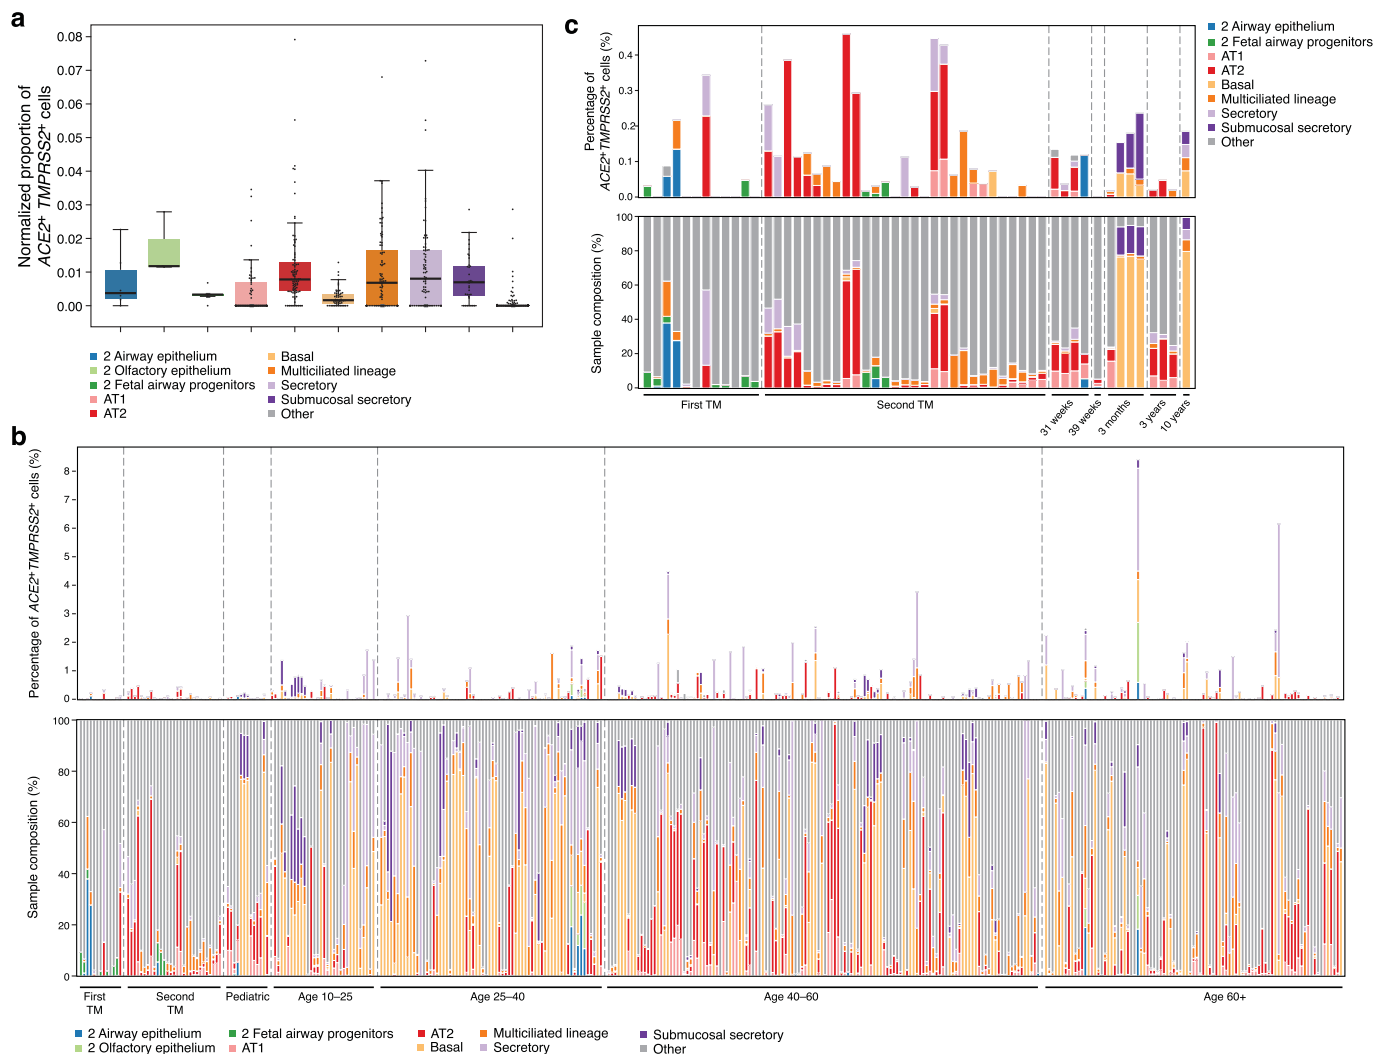 a
Normalized proportion of
ACE2+ TMPRSS2+ cells
0.08
0.07
0.06
0.05
0.04
0.03
0.02
0.01
0.00
2 Airway epithelium
2 Olfactory epithelium
2 Fetal airway progenitors
AT1
AT2
Basal
Multiciliated lineage
Secretory
Submucosal secretory
Other
c
Percentage of
ACE2+TMPRSS2+ cells (%)
0.4
0.3
0.2
0.1
0.0
Sample composition (%)
100
80
60
40
20
0
First TM
Second TM
31 weeks
39 weeks
3 months
3 years
10 years
2 Airway epithelium
2 Fetal airway progenitors
AT1
AT2
Basal
Multiciliated lineage
Secretory
Submucosal secretory
Other
b
Percentage of ACE2+TMPRSS2+ cells (%)
8
7
6
5
4
3
2
1
0
Sample composition (%)
100
80
60
40
20
0
First
TM
Second
TM
Pediatric
Age 10–25
Age 25–40
Age 40–60
Age 60+
2 Airway epithelium
2 Olfactory epithelium
2 Fetal airway progenitors
AT1
AT2
Basal
Multiciliated lineage
Secretory
Submucosal secretory
Other